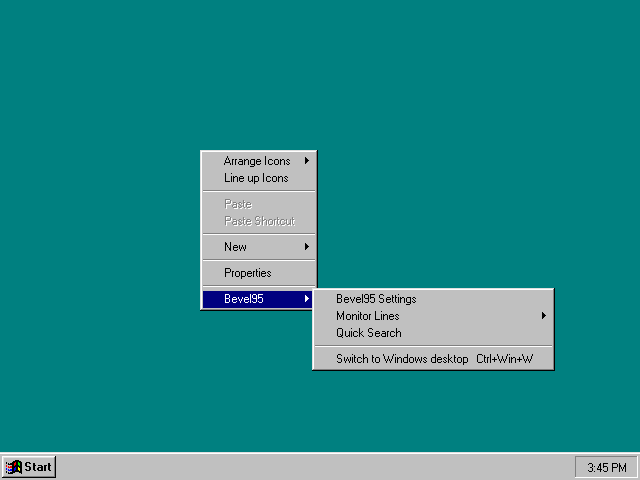 Arrange Icons
Line up Icons
Paste
Paste Shortcut
New
Properties
Bevel95
Bevel95 Settings
Monitor Lines
Quick Search
Switch to Windows desktop Ctrl+Win+W
Start
3:45 PM